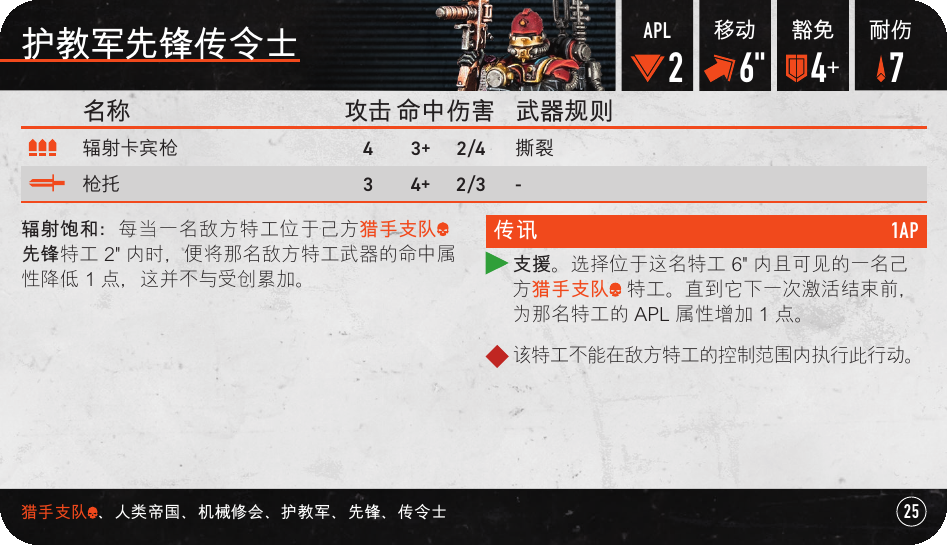 护教军先锋传令士
APL 移动 豁免 耐伤
2 6" 4+ 7
名称 攻击 命中 伤害 武器规则
辐射卡宾枪 4 3+ 2/4 撕裂
枪托 3 4+ 2/3 -
辐射饱和：每当一名敌方特工位于己方猎手支队
先锋特工 2" 内时，便将那名敌方特工武器的命中属
性降低 1 点，这并不与受创累加。
传讯 1AP
支援。选择位于这名特工 6" 内且可见的一名己
方猎手支队 特工。直到它下一次激活结束前，
为那名特工的 APL 属性增加 1 点。
该特工不能在敌方特工的控制范围内执行此行动。
猎手支队、人类帝国、机械修会、护教军、先锋、传令士
25